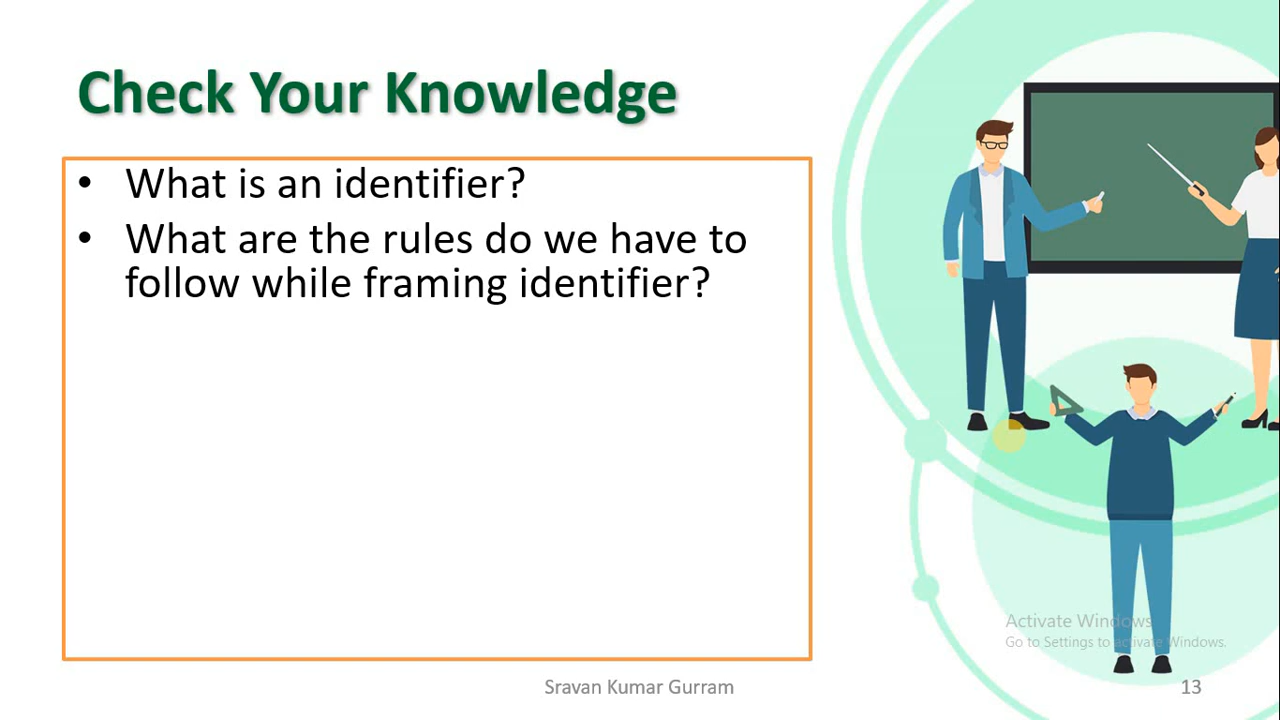 Check Your Knowledge
• What is an identifier?
• What are the rules do we have to
follow while framing identifier?
Activate Windows
Go to Settings to activate Windows.
Sravan Kumar Gurram
13